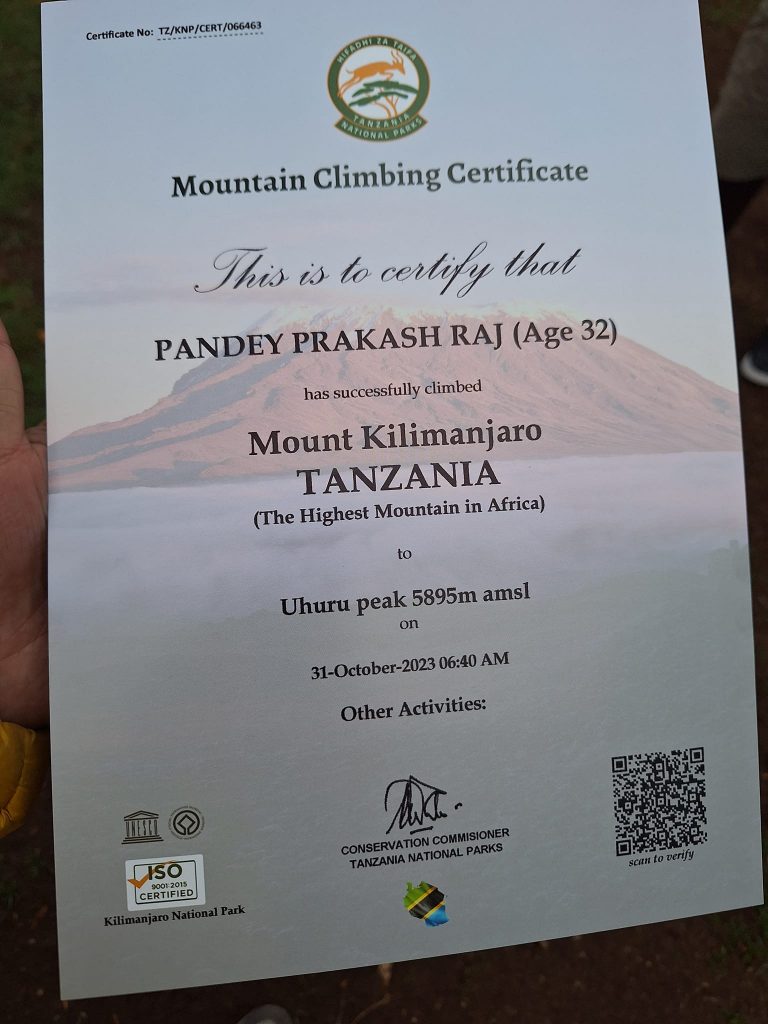 Certificate No: TZ/KNP/CERT/066463
HIFADHI ZA TAIFA
TANZANIA
NATIONAL PARKS
Mountain Climbing Certificate
This is to certify that
PANDEY PRAKASH RAJ (Age 32)
has successfully climbed
Mount Kilimanjaro
TANZANIA
(The Highest Mountain in Africa)
to
Uhuru peak 5895m amsl
on
31-October-2023 06:40 AM
Other Activities:
CONSERVATION COMMISIONER
TANZANIA NATIONAL PARKS
scan to verify
UNESCO
ISO
9001:2015
CERTIFIED
Kilimanjaro National Park